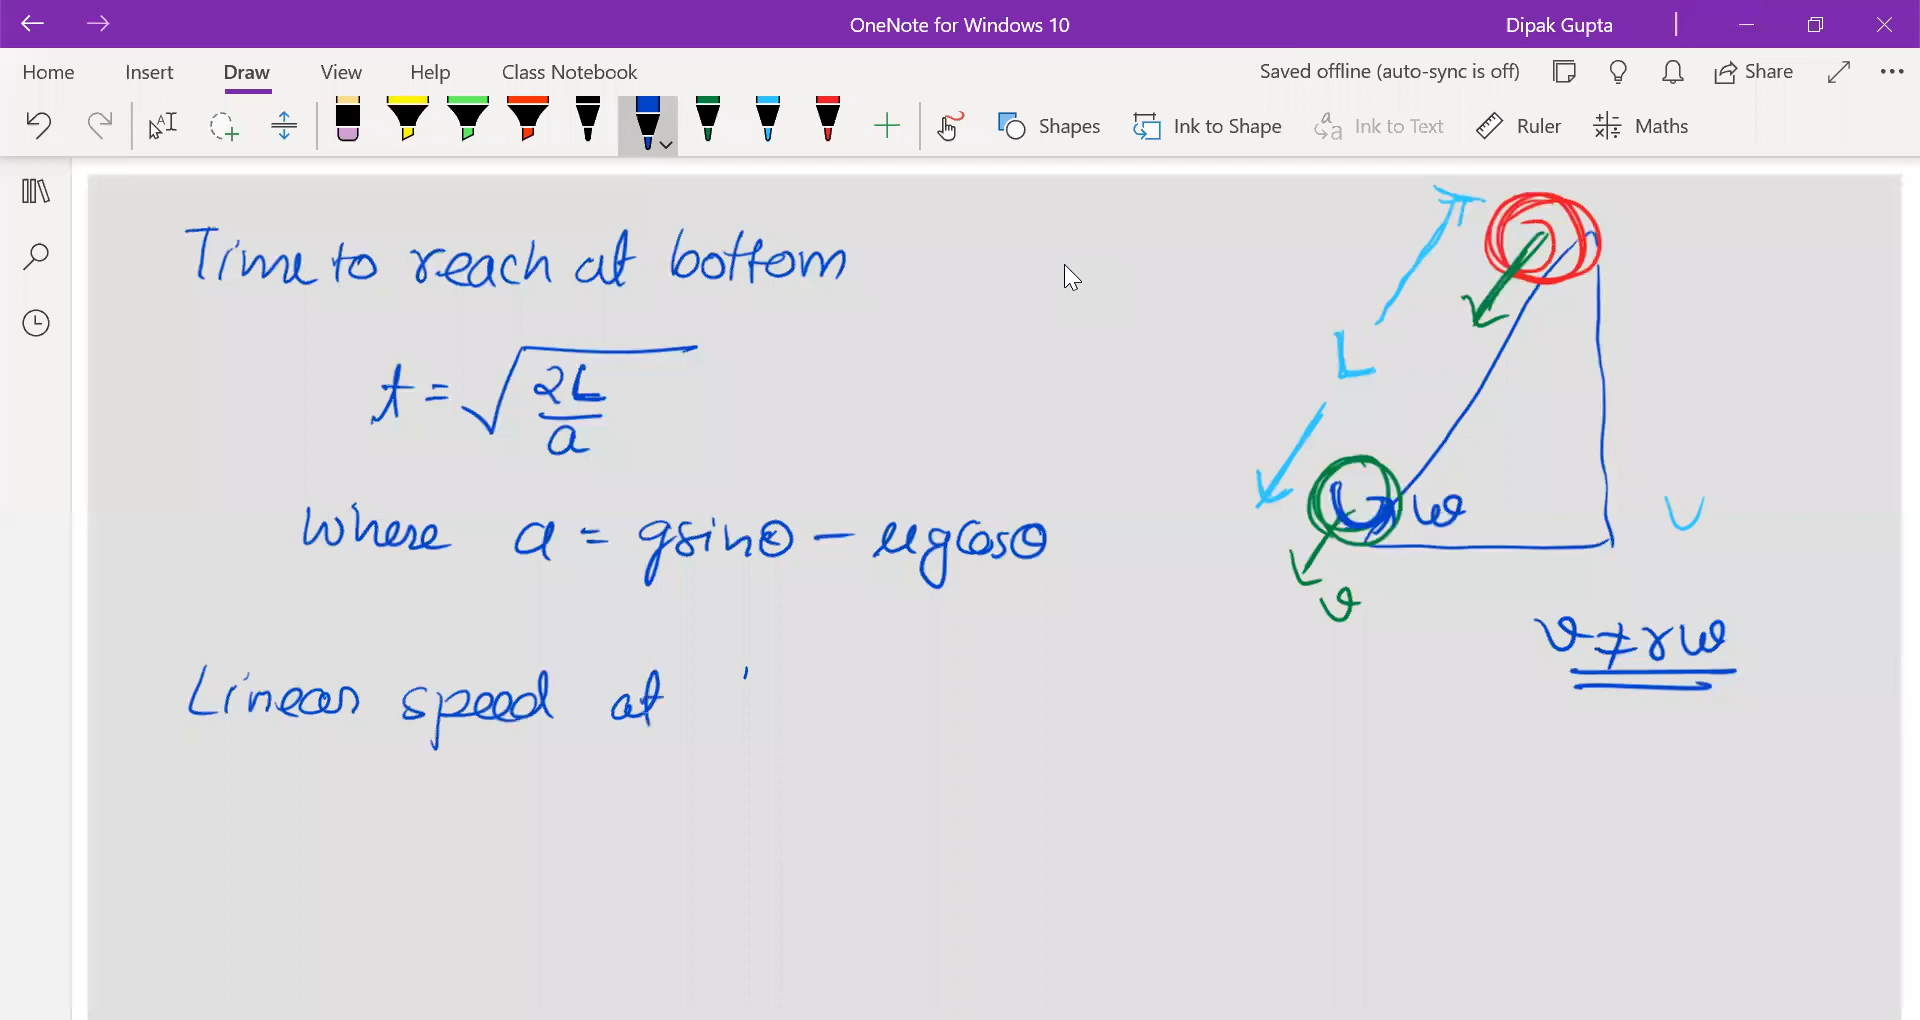 OneNote for Windows 10
Dipak Gupta
Home Insert Draw View Help Class Notebook
Saved offline (auto-sync is off)
Share
Shapes
Ink to Shape
Ink to Text
Ruler
Maths
Time to reach at bottom
t = √(2L/a)
where a = gsinθ - μgcosθ
Linear speed at
L
ω
v
U
v ≠ rω